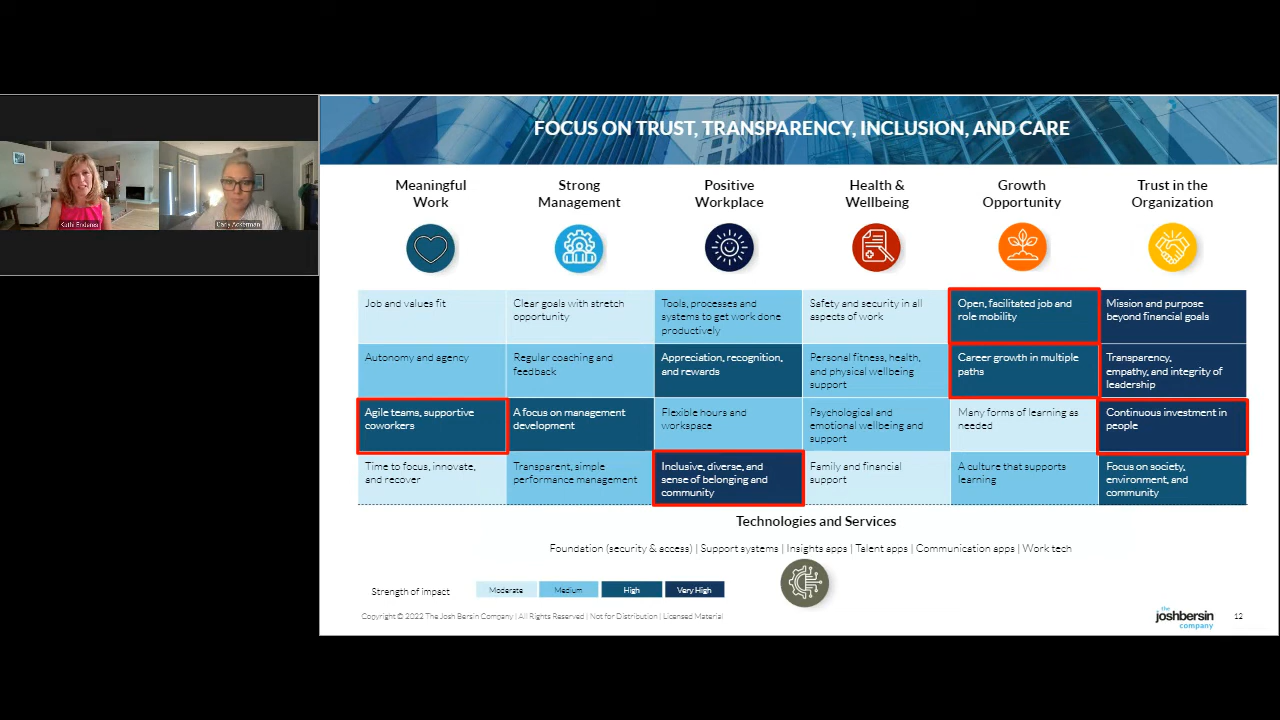 FOCUS ON TRUST, TRANSPARENCY, INCLUSION, AND CARE
Kathi Enderes
Carly Ackerman
Meaningful
Work
Strong
Management
Positive
Workplace
Health &
Wellbeing
Growth
Opportunity
Trust in the
Organization
Job and values fit
Clear goals with stretch
opportunity
Tools, processes and
systems to get work done
productively
Safety and security in all
aspects of work
Open, facilitated job and
role mobility
Mission and purpose
beyond financial goals
Autonomy and agency
Regular coaching and
feedback
Appreciation, recognition,
and rewards
Personal fitness, health,
and physical wellbeing
support
Career growth in multiple
paths
Transparency,
empathy, and integrity of
leadership
Agile teams, supportive
coworkers
A focus on management
development
Flexible hours and
workspace
Psychological and
emotional wellbeing and
support
Many forms of learning as
needed
Continuous investment in
people
Time to focus, innovate,
and recover
Transparent, simple
performance management
Inclusive, diverse, and
sense of belonging and
community
Family and financial
support
A culture that supports
learning
Focus on society,
environment, and
community
Technologies and Services
Foundation (security & access) | Support systems | Insights apps | Talent apps | Communication apps | Work tech
Strength of impact
Moderate
Medium
High
Very High
Copyright © 2022 The Josh Bersin Company | All Rights Reserved | Not for Distribution | Licensed Material
the
joshbersin
company
12